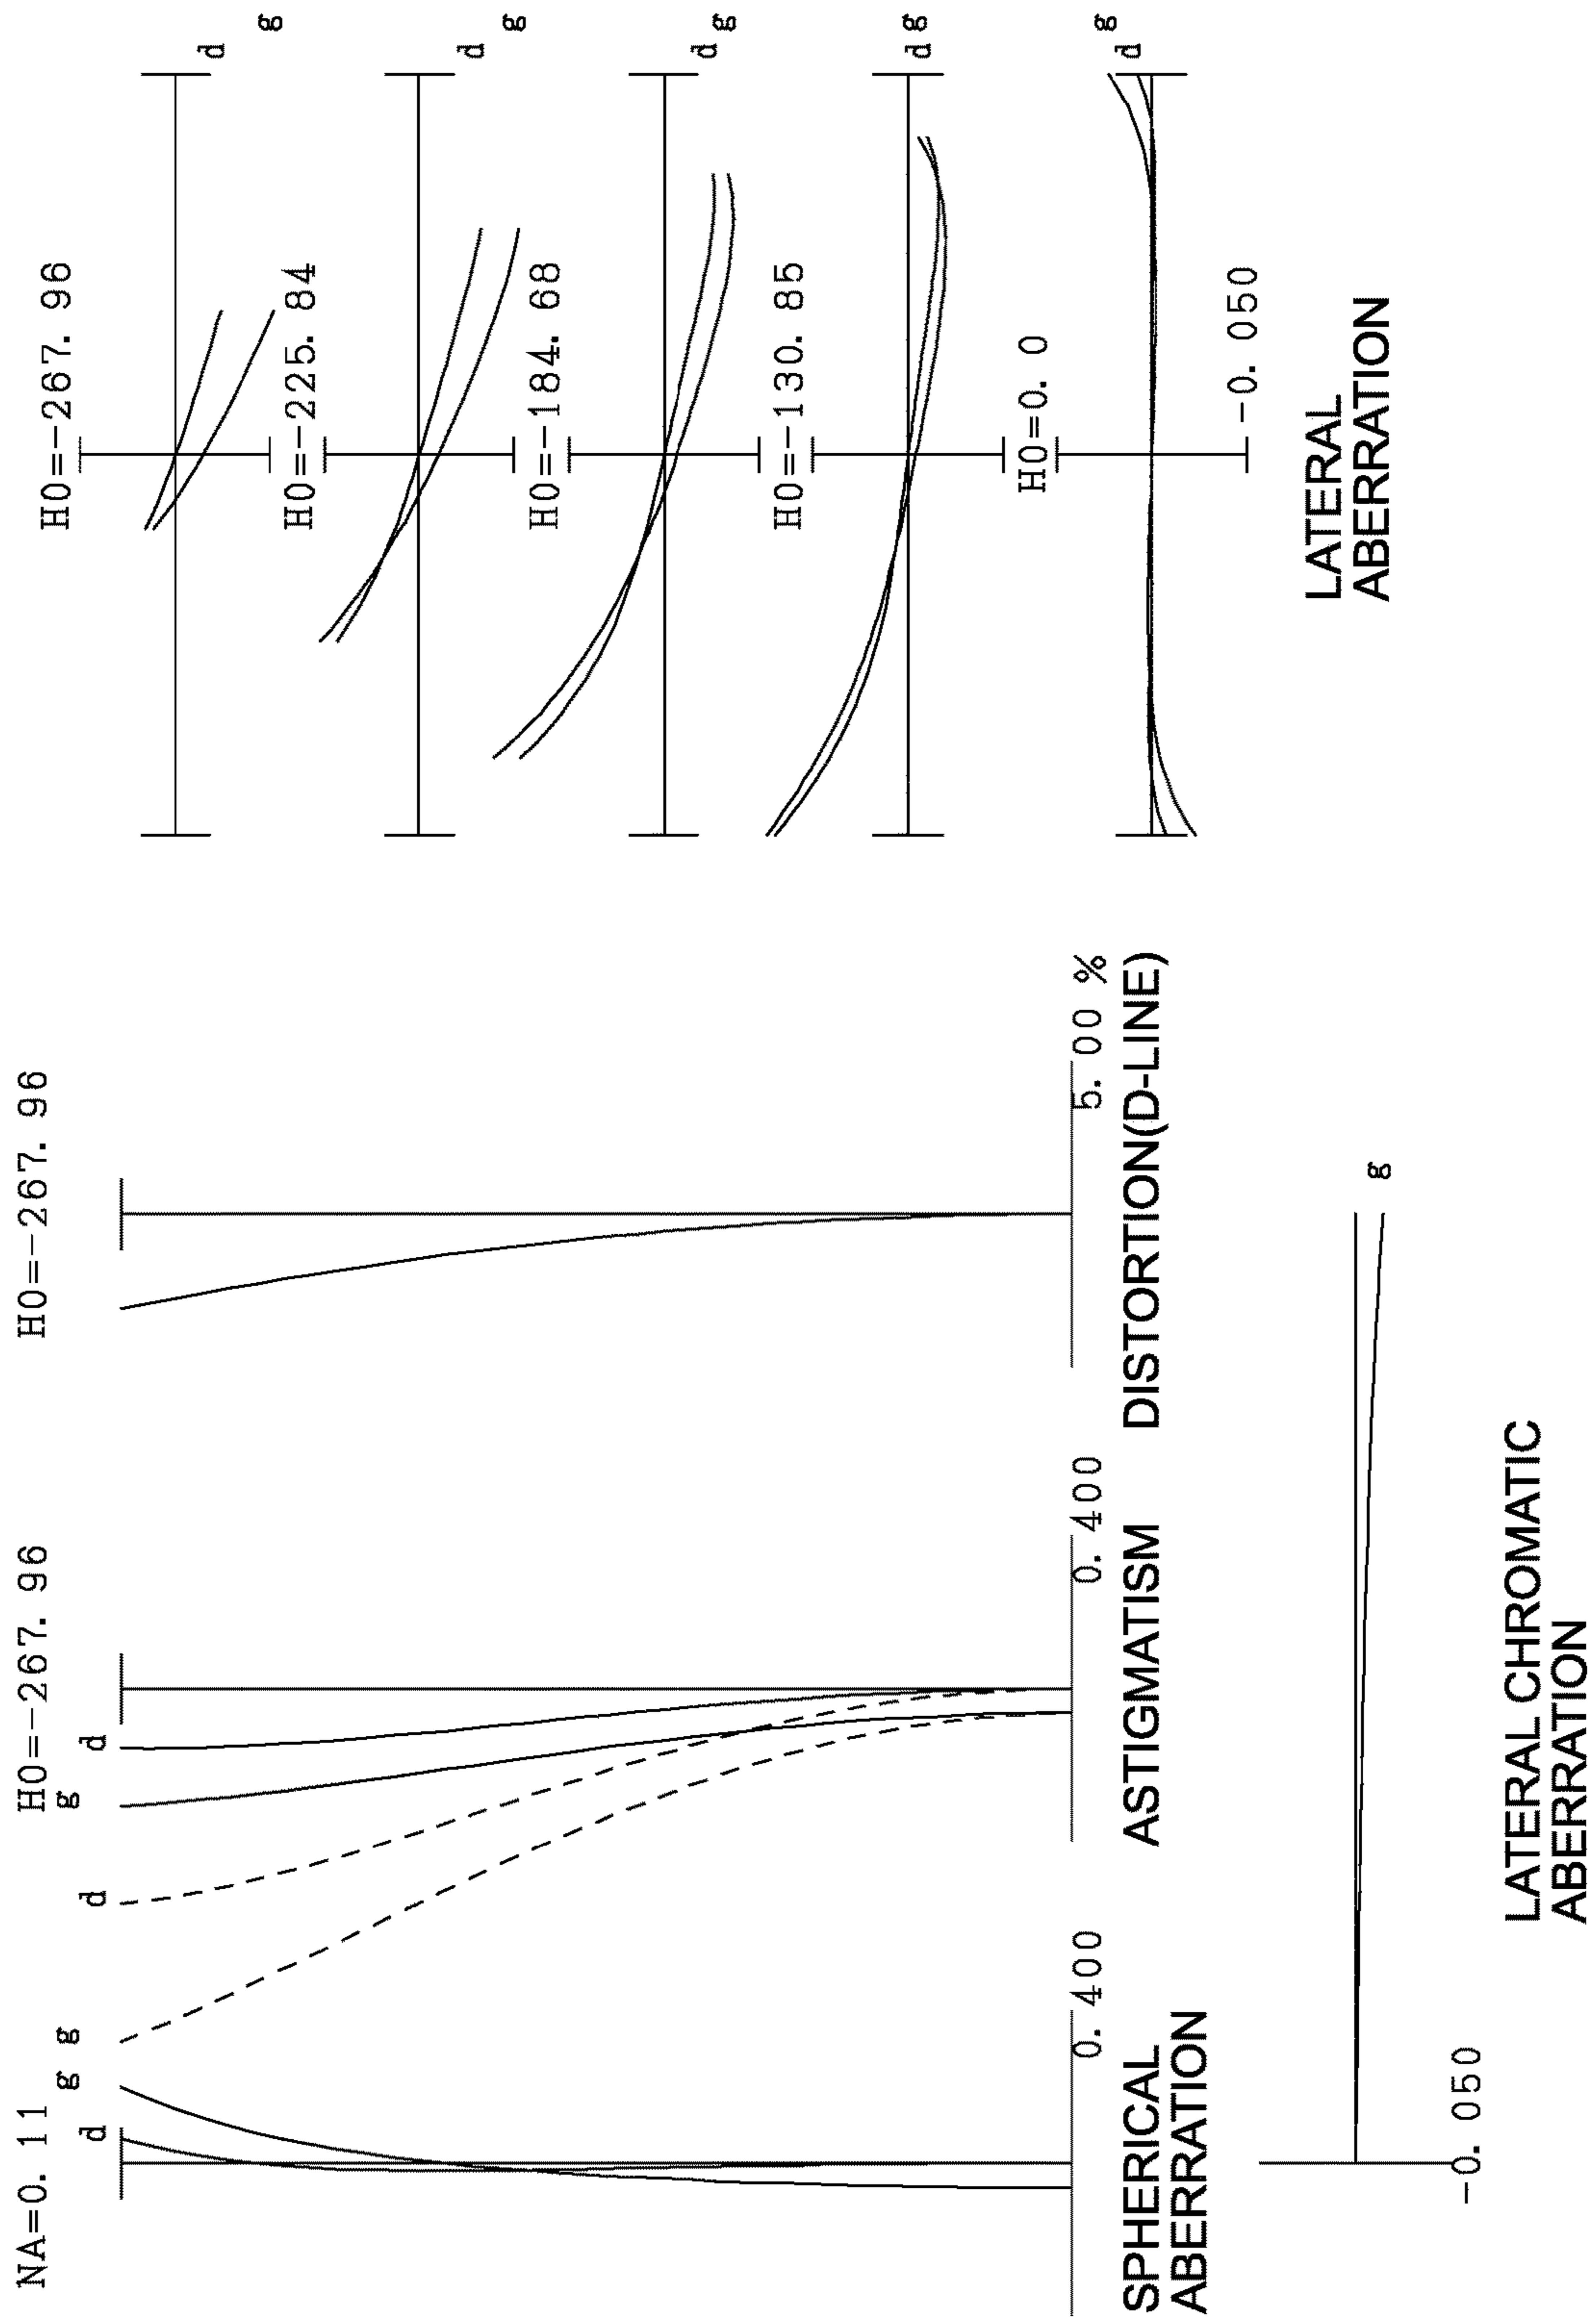 NA=0. 11
g
d
0. 400
SPHERICAL
ABERRATION
H0=-267. 96
g
d
g
d
0. 400
ASTIGMATISM
H0=-267. 96
5. 00 %
DISTORTION(D-LINE)
-0. 050
g
LATERAL CHROMATIC
ABERRATION
H0=-267. 96
d
g
H0=-225. 84
d
g
H0=-184. 68
d
g
H0=-130. 85
d
g
H0=0. 0
g
d
-0. 050
LATERAL
ABERRATION